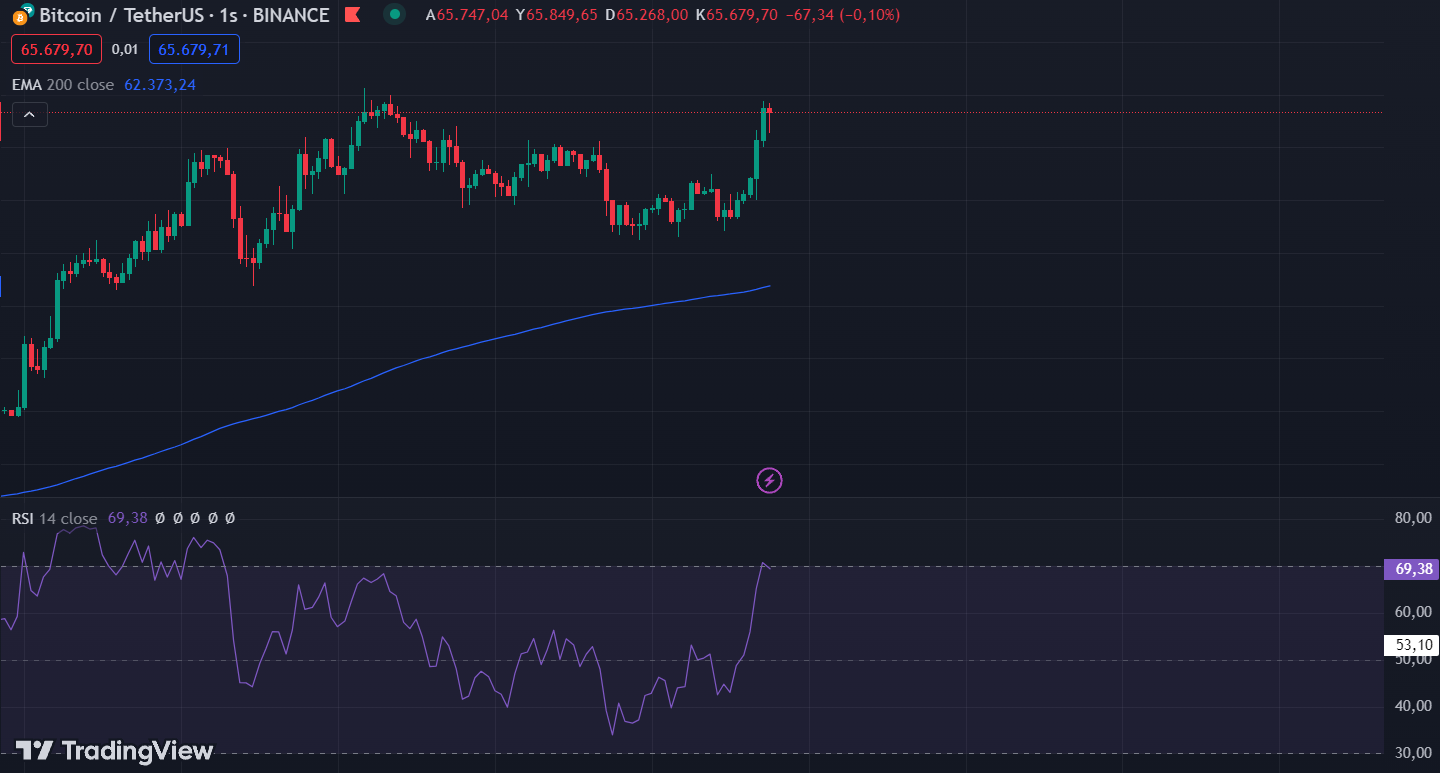 Bitcoin / TetherUS · 1s · BINANCE A65.747,04 Y65.849,65 D65.268,00 K65.679,70 −67,34 (−0,10%)
65.679,70 0,01 65.679,71
EMA 200 close 62.373,24
RSI 14 close 69,38 Ø Ø Ø Ø Ø
80,00
69,38
60,00
53,10
50,00
40,00
30,00
TradingView